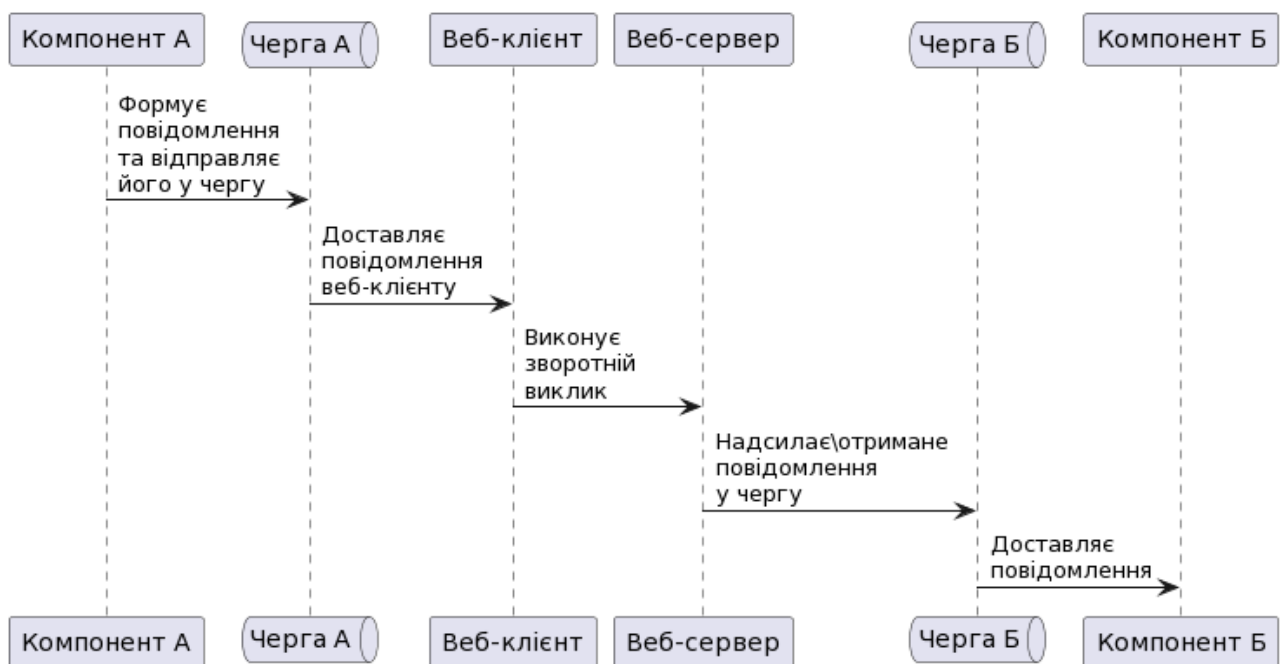 Компонент А
Черга А
Веб-клієнт
Веб-сервер
Черга Б
Компонент Б
Формує
повідомлення
та відправляє
його у чергу
Доставляє
повідомлення
веб-клієнту
Виконує
зворотній
виклик
Надсилає\отримане
повідомлення
у чергу
Доставляє
повідомлення
Компонент А
Черга А
Веб-клієнт
Веб-сервер
Черга Б
Компонент Б